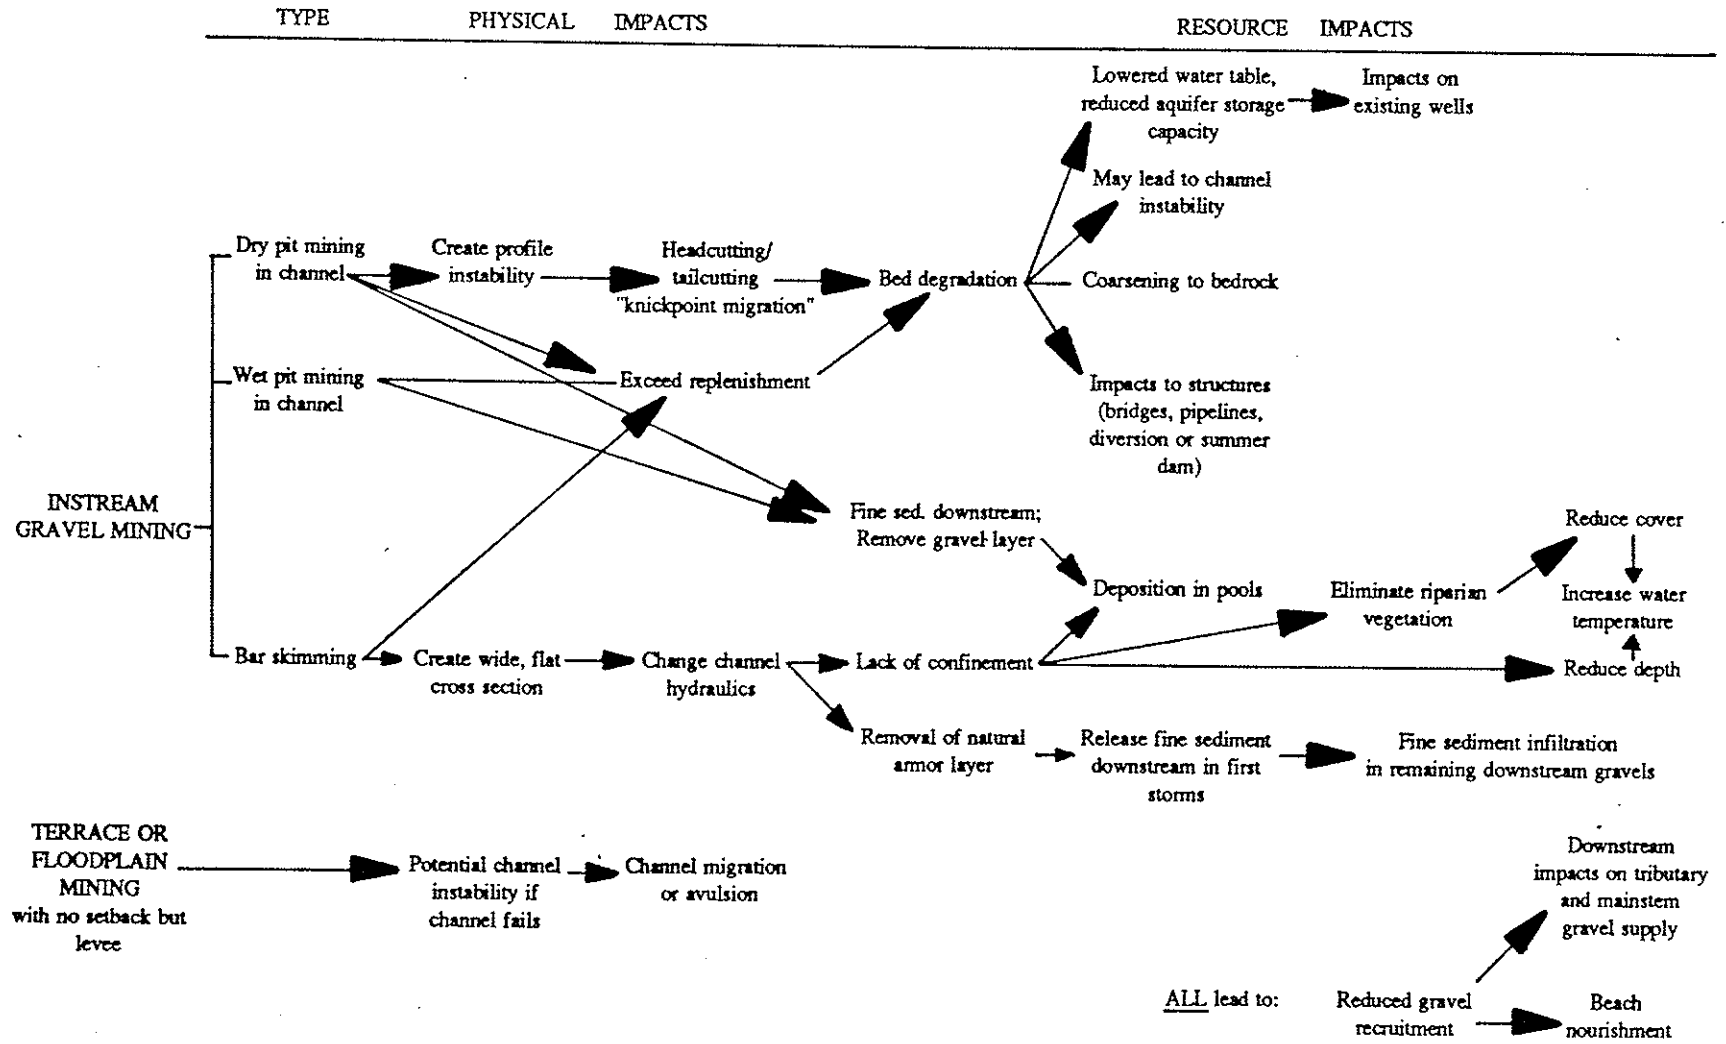 TYPE PHYSICAL IMPACTS RESOURCE IMPACTS
Lowered water table,
reduced aquifer storage
capacity
Impacts on
existing wells
May lead to channel
instability
Dry pit mining
in channel
Create profile
instability
Headcutting/
tailcutting
"knickpoint migration"
Bed degradation
Coarsening to bedrock
Wet pit mining
in channel
Exceed replenishment
Impacts to structures
(bridges, pipelines,
diversion or summer
dam)
INSTREAM
GRAVEL MINING
Fine sed. downstream;
Remove gravel layer
Reduce cover
Deposition in pools
Eliminate riparian
vegetation
Increase water
temperature
Bar skimming
Create wide, flat
cross section
Change channel
hydraulics
Lack of confinement
Reduce depth
Removal of natural
armor layer
Release fine sediment
downstream in first
storms
Fine sediment infiltration
in remaining downstream gravels
TERRACE OR
FLOODPLAIN
MINING
with no setback but
levee
Potential channel
instability if
channel fails
Channel migration
or avulsion
Downstream
impacts on tributary
and mainstem
gravel supply
ALL lead to:
Reduced gravel
recruitment
Beach
nourishment